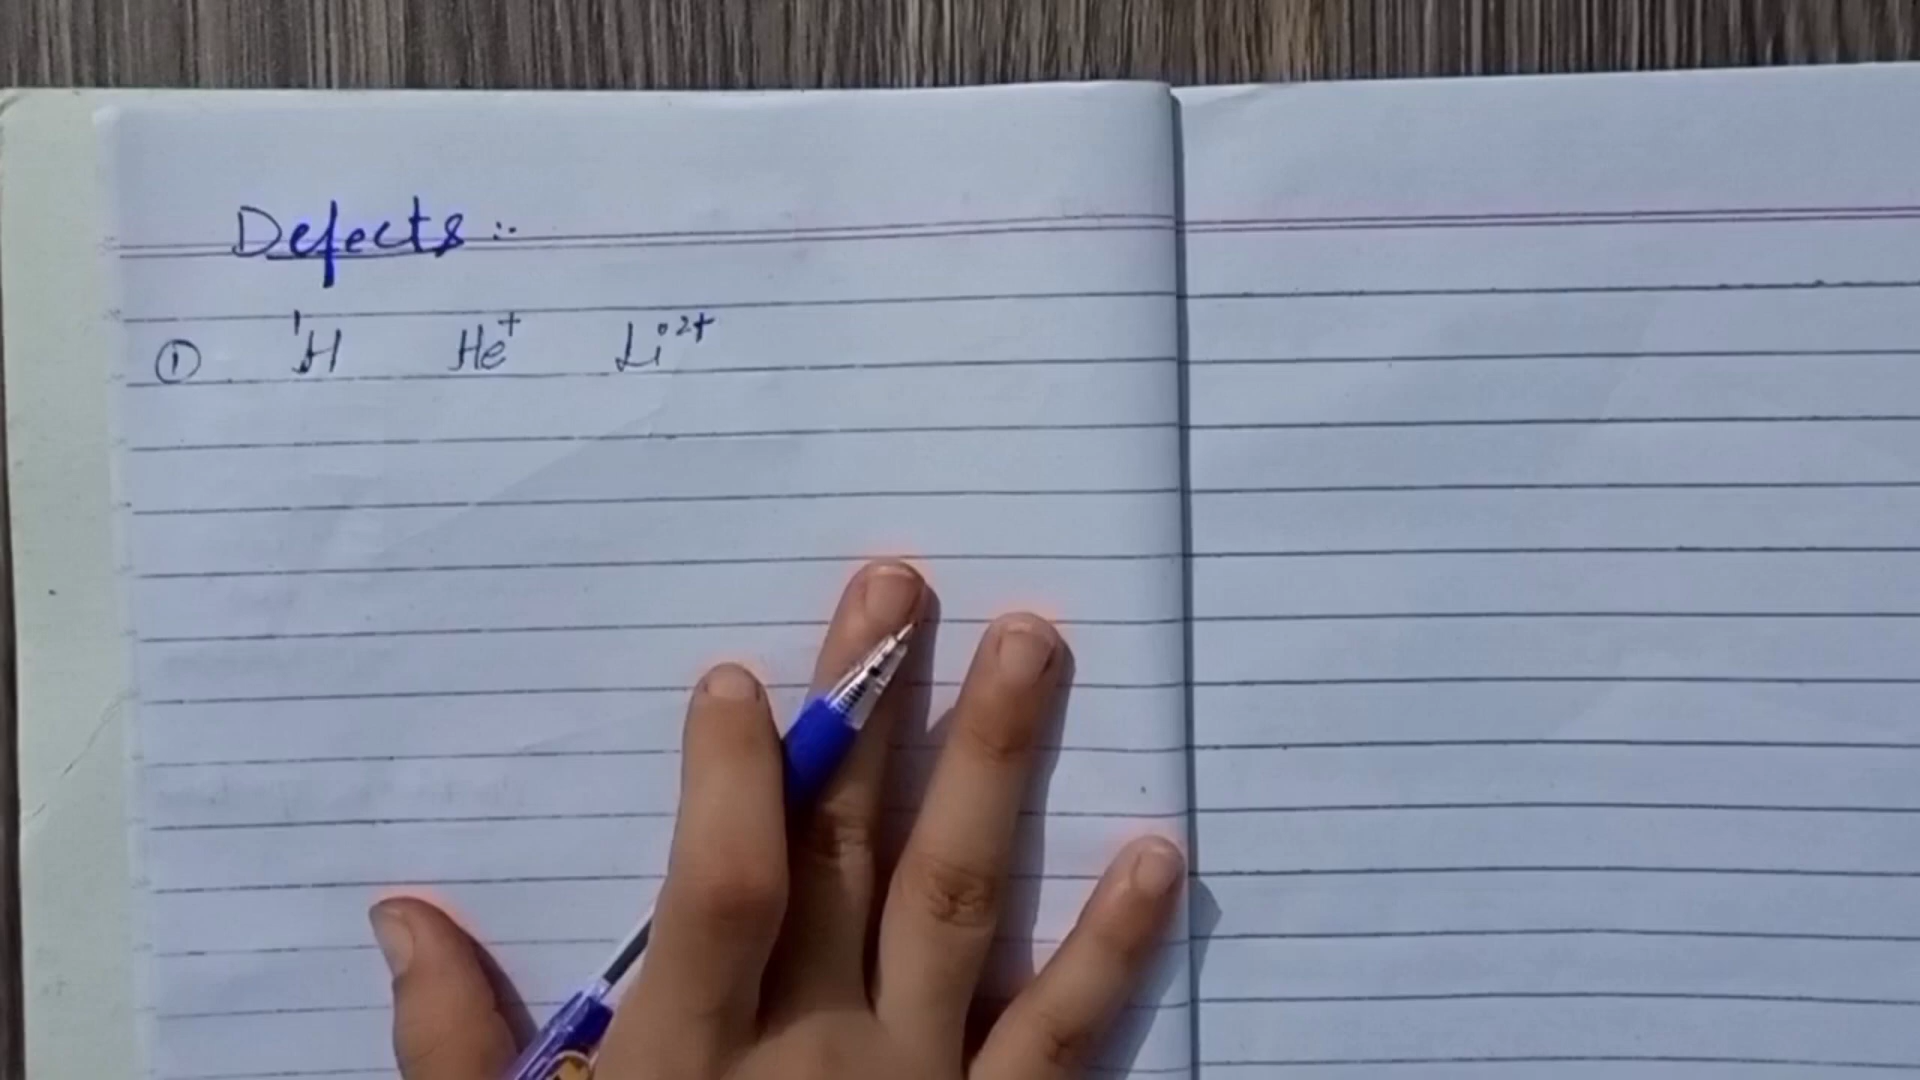 Defects :-
① ¹H He⁺ Li²⁺